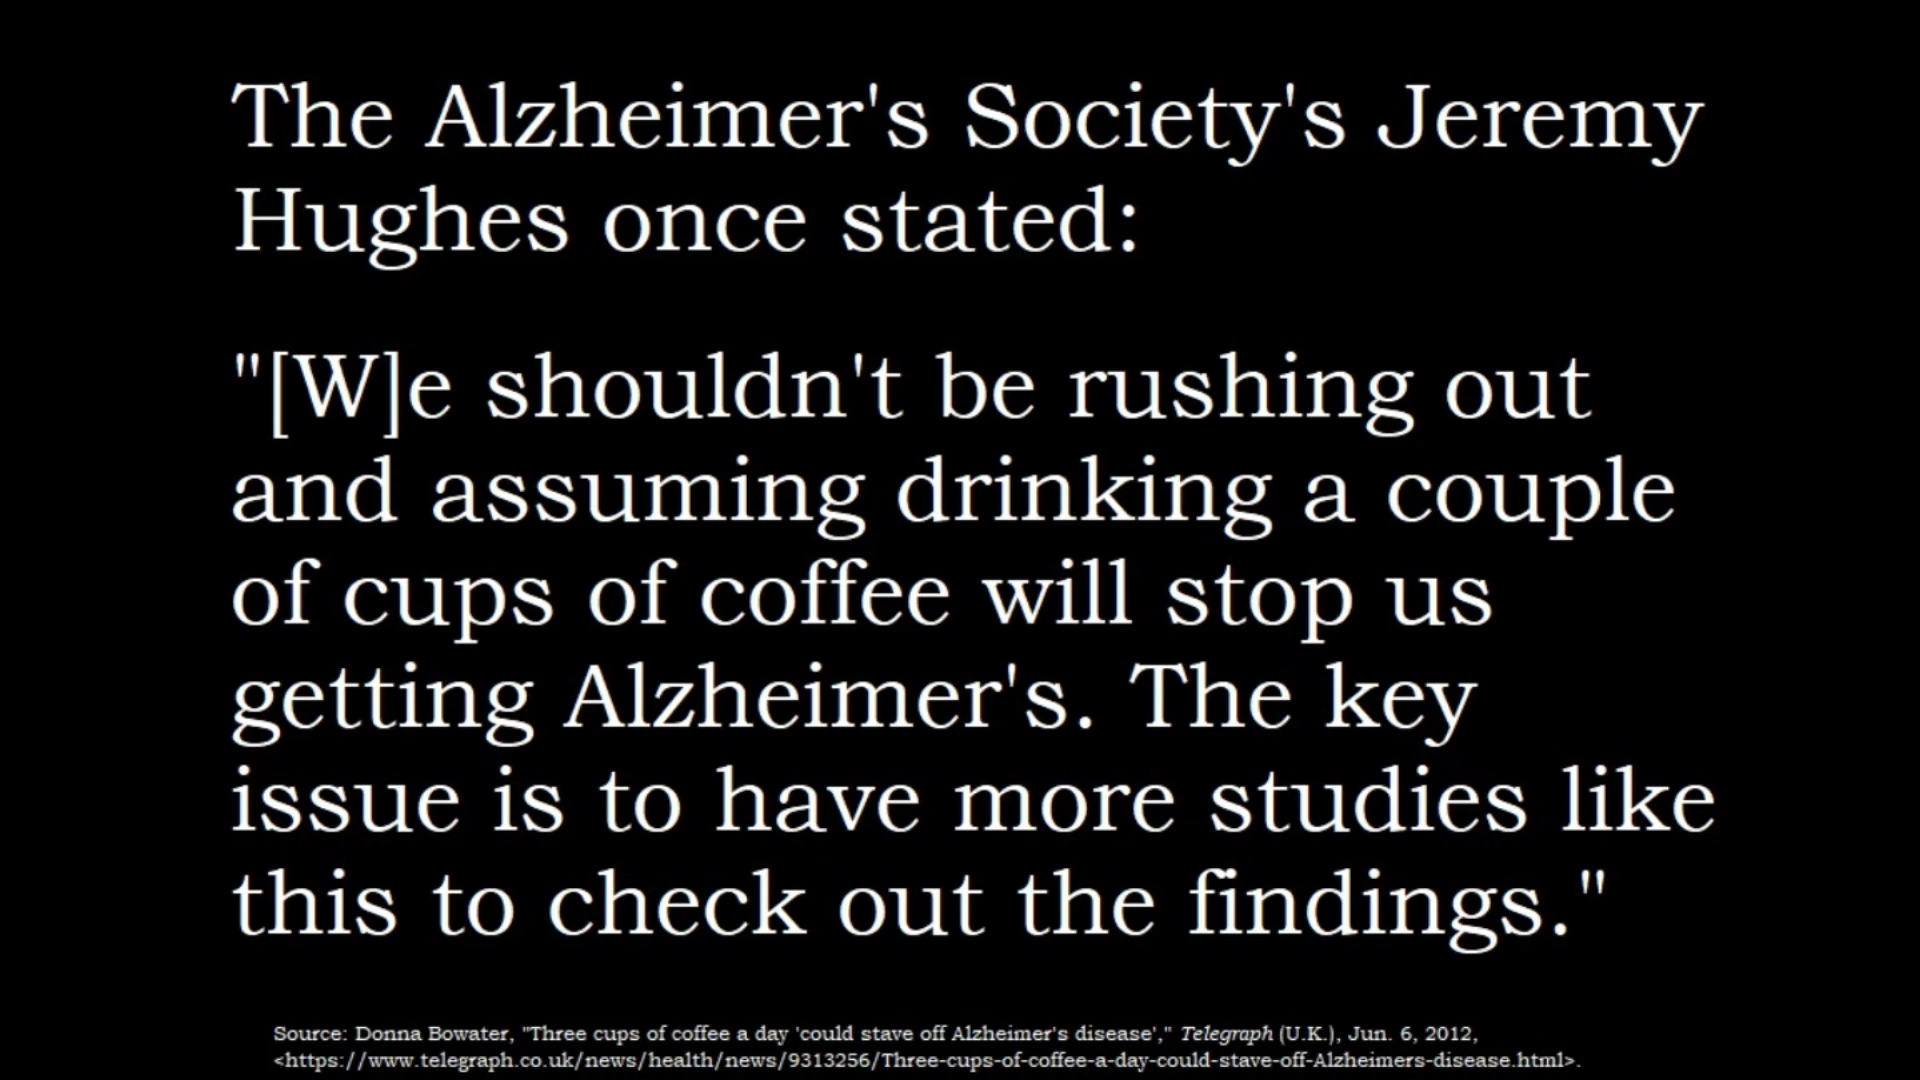 The Alzheimer's Society's Jeremy
Hughes once stated:
"[W]e shouldn't be rushing out
and assuming drinking a couple
of cups of coffee will stop us
getting Alzheimer's. The key
issue is to have more studies like
this to check out the findings."
Source: Donna Bowater, "Three cups of coffee a day 'could stave off Alzheimer's disease'," Telegraph (U.K.), Jun. 6, 2012,
<https://www.telegraph.co.uk/news/health/news/9313256/Three-cups-of-coffee-a-day-could-stave-off-Alzheimers-disease.html>.